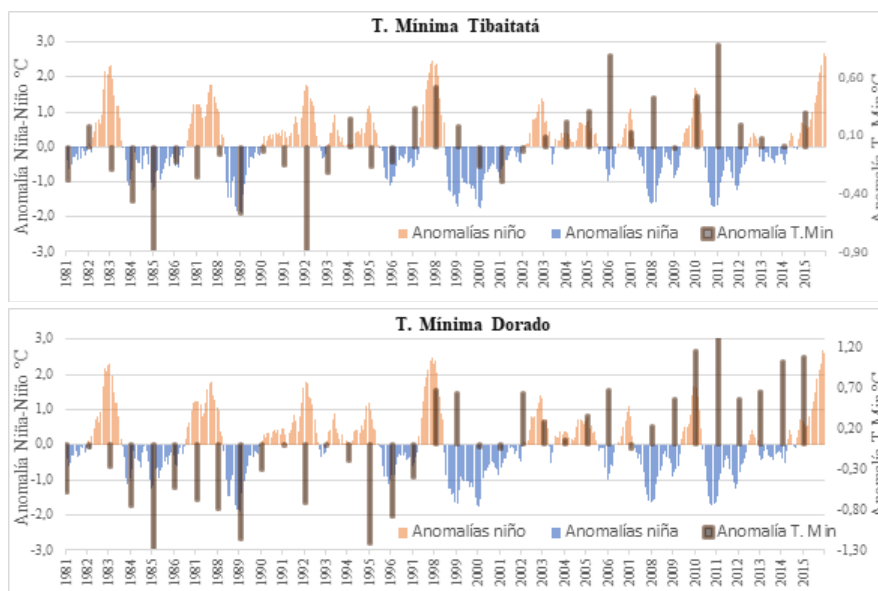 T. Mínima Tibaitatá
Anomalía Niña-Niño °C
3,0
2,0
1,0
0,0
-1,0
-2,0
-3,0
0,60
0,10
-0,40
-0,90
Anomalía T. Min °C
Anomalías niño
Anomalías niña
Anomalía T.Min
1981 1982 1983 1984 1985 1986 1987 1988 1989 1990 1991 1992 1993 1994 1995 1996 1997 1998 1999 2000 2001 2002 2003 2004 2005 2006 2007 2008 2009 2010 2011 2012 2013 2014 2015
T. Mínima Dorado
Anomalía Niña-Niño °C
3,0
2,0
1,0
0,0
-1,0
-2,0
-3,0
1,20
0,70
0,20
-0,30
-0,80
-1,30
Anomalía T. Min °C
Anomalías niño
Anomalías niña
Anomalía T.Min
1981 1982 1983 1984 1985 1986 1987 1988 1989 1990 1991 1992 1993 1994 1995 1996 1997 1998 1999 2000 2001 2002 2003 2004 2005 2006 2007 2008 2009 2010 2011 2012 2013 2014 2015